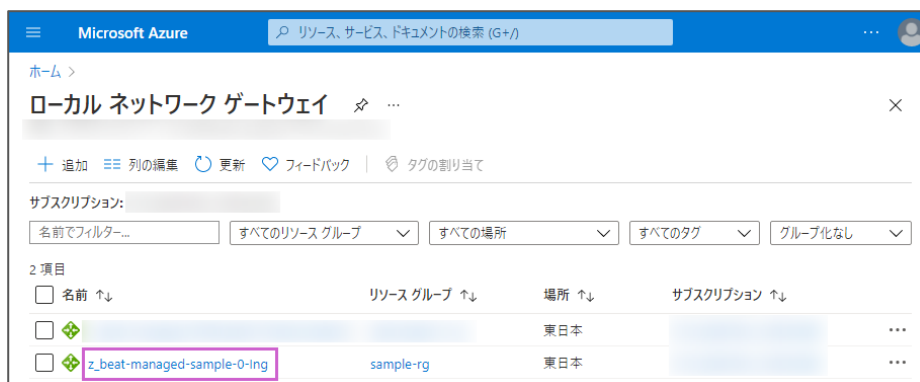 Microsoft Azure
リソース、サービス、ドキュメントの検索 (G+/)
ホーム >
ローカル ネットワーク ゲートウェイ
追加 列の編集 更新 フィードバック タグの割り当て
サブスクリプション:
名前でフィルター... すべてのリソース グループ すべての場所 すべてのタグ グループ化なし
2 項目
名前 ↑↓ リソース グループ ↑↓ 場所 ↑↓ サブスクリプション ↑↓
東日本
z_beat-managed-sample-0-lng sample-rg 東日本